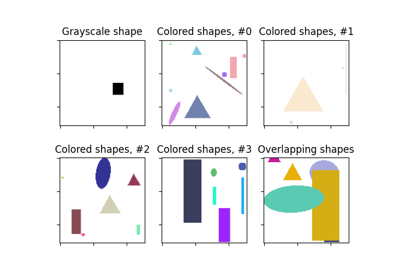 Grayscale shape
Colored shapes, #0
Colored shapes, #1
Colored shapes, #2
Colored shapes, #3
Overlapping shapes